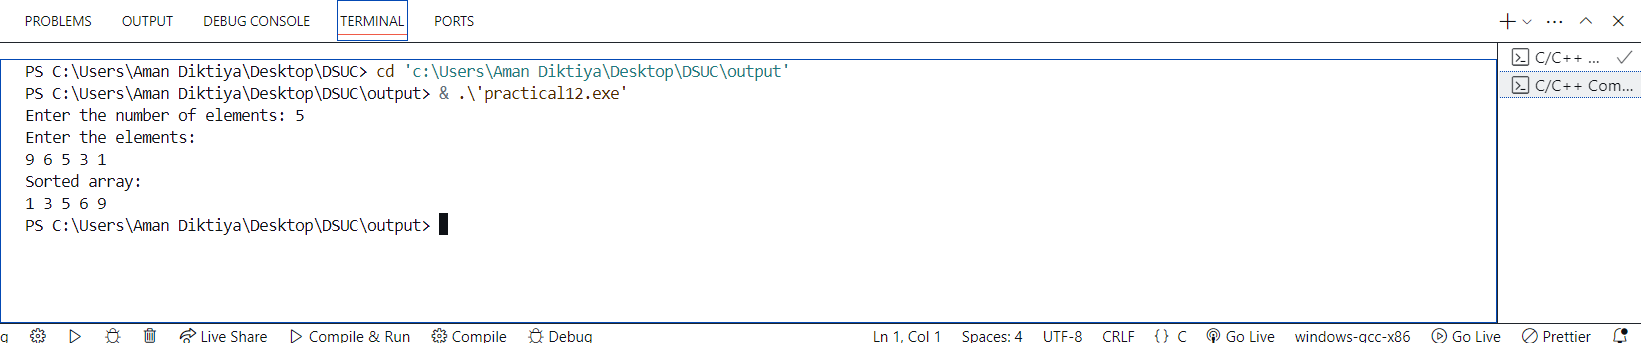 PROBLEMS OUTPUT DEBUG CONSOLE TERMINAL PORTS
PS C:\Users\Aman Diktiya\Desktop\DSUC> cd 'c:\Users\Aman Diktiya\Desktop\DSUC\output'
PS C:\Users\Aman Diktiya\Desktop\DSUC\output> & .\'practical12.exe'
Enter the number of elements: 5
Enter the elements:
9 6 5 3 1
Sorted array:
1 3 5 6 9
PS C:\Users\Aman Diktiya\Desktop\DSUC\output>
C/C++ ...
C/C++ Com...
g Live Share Compile & Run Compile Debug Ln 1, Col 1 Spaces: 4 UTF-8 CRLF {} C Go Live windows-gcc-x86 Go Live Prettier